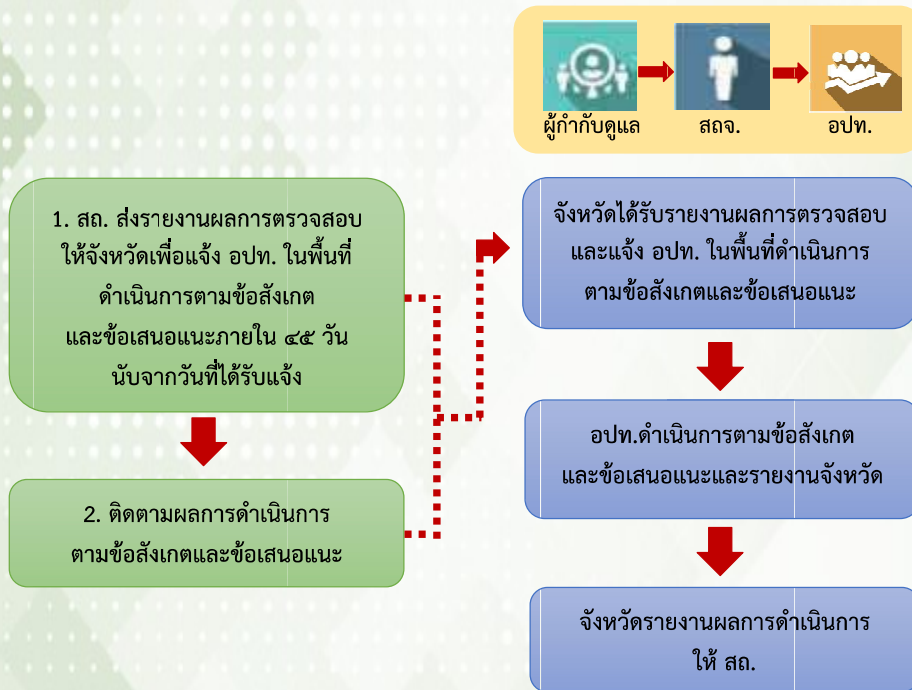 ผู้กำกับดูแล
สถจ.
อปท.
1. สถ. ส่งรายงานผลการตรวจสอบ
ให้จังหวัดเพื่อแจ้ง อปท. ในพื้นที่
ดำเนินการตามข้อสังเกต
และข้อเสนอแนะภายใน ๔๕ วัน
นับจากวันที่ได้รับแจ้ง
2. ติดตามผลการดำเนินการ
ตามข้อสังเกตและข้อเสนอแนะ
จังหวัดได้รับรายงานผลการตรวจสอบ
และแจ้ง อปท. ในพื้นที่ดำเนินการ
ตามข้อสังเกตและข้อเสนอแนะ
อปท.ดำเนินการตามข้อสังเกต
และข้อเสนอแนะและรายงานจังหวัด
จังหวัดรายงานผลการดำเนินการ
ให้ สถ.